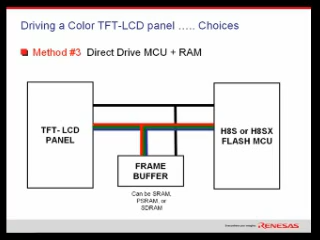 Driving a Color TFT-LCD panel ..... Choices
Method #3 Direct Drive MCU + RAM
TFT- LCD
PANEL
H8S or H8SX
FLASH MCU
FRAME
BUFFER
Can be SRAM,
PSRAM, or
SDRAM
RENESAS